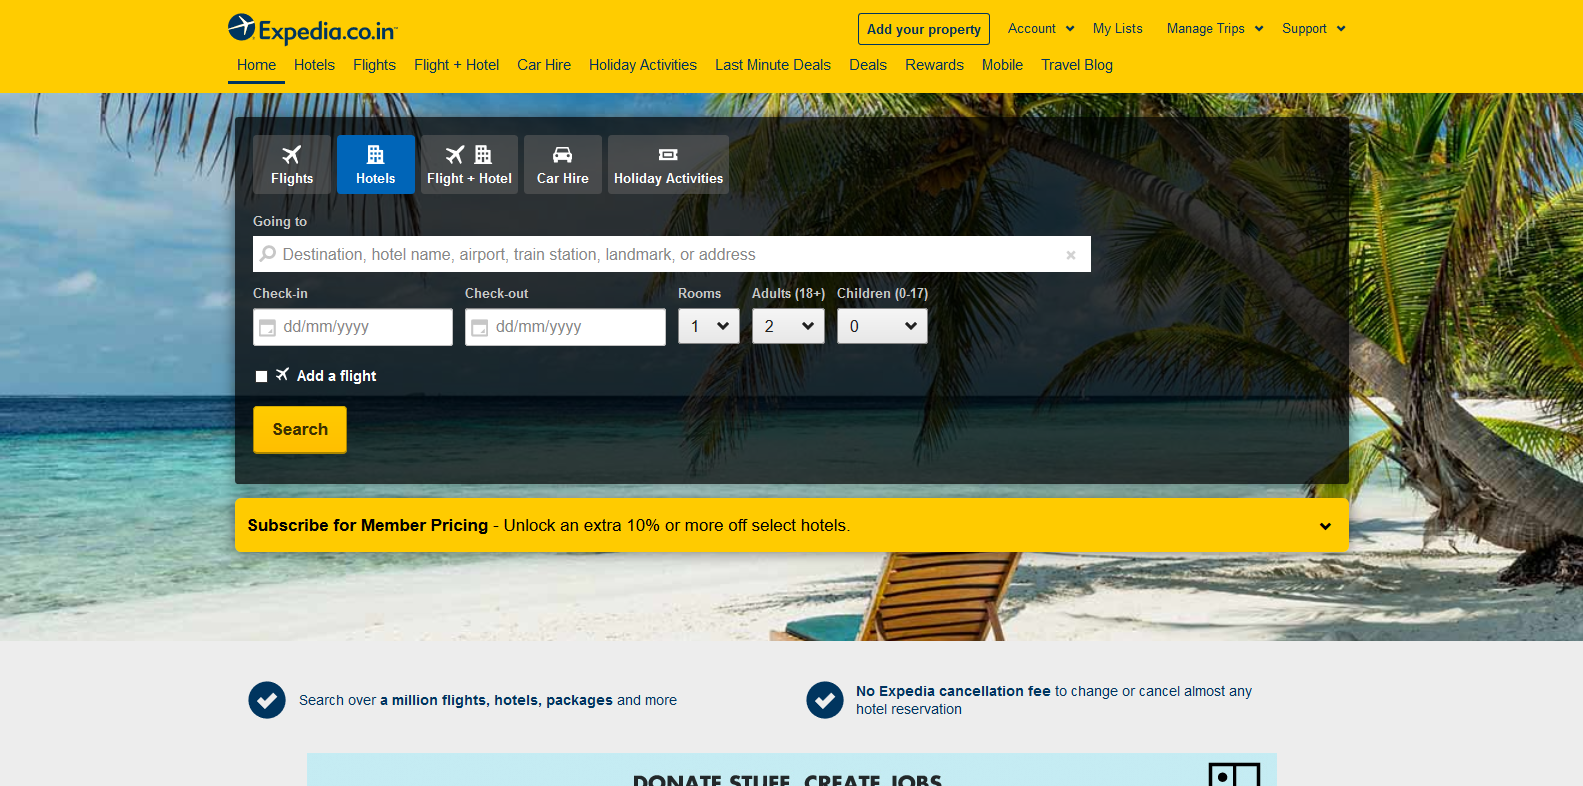 Expedia.co.in
Add your property
Account
My Lists
Manage Trips
Support
Home
Hotels
Flights
Flight + Hotel
Car Hire
Holiday Activities
Last Minute Deals
Deals
Rewards
Mobile
Travel Blog
Flights
Hotels
Flight + Hotel
Car Hire
Holiday Activities
Going to
Destination, hotel name, airport, train station, landmark, or address
Check-in
Check-out
Rooms
Adults (18+)
Children (0-17)
dd/mm/yyyy
dd/mm/yyyy
1
2
0
Add a flight
Search
Subscribe for Member Pricing - Unlock an extra 10% or more off select hotels.
Search over a million flights, hotels, packages and more
No Expedia cancellation fee to change or cancel almost any
hotel reservation
DONATE STUFF. CREATE JOBS.